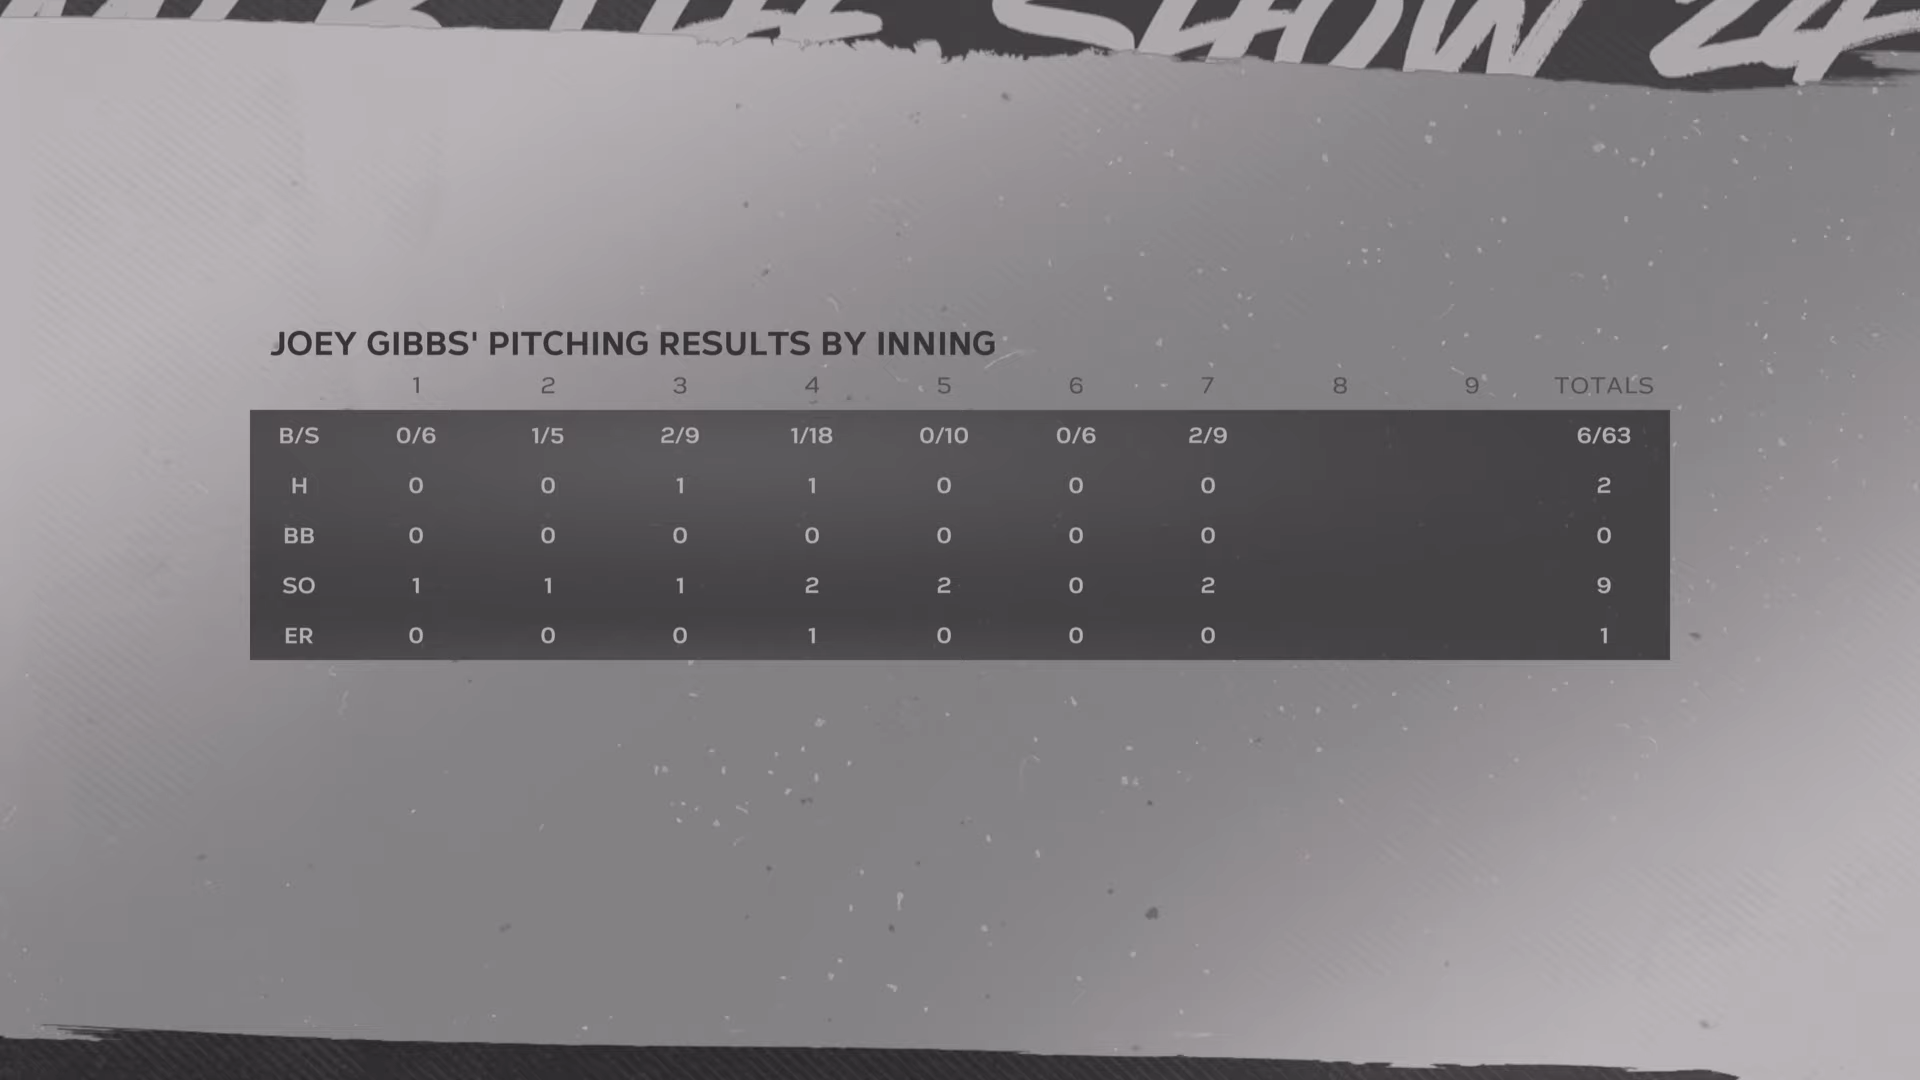 THE SHOW 24
JOEY GIBBS' PITCHING RESULTS BY INNING
1 2 3 4 5 6 7 8 9 TOTALS
B/S 0/6 1/5 2/9 1/18 0/10 0/6 2/9 6/63
H 0 0 1 1 0 0 0 2
BB 0 0 0 0 0 0 0 0
SO 1 1 1 2 2 0 2 9
ER 0 0 0 1 0 0 0 1